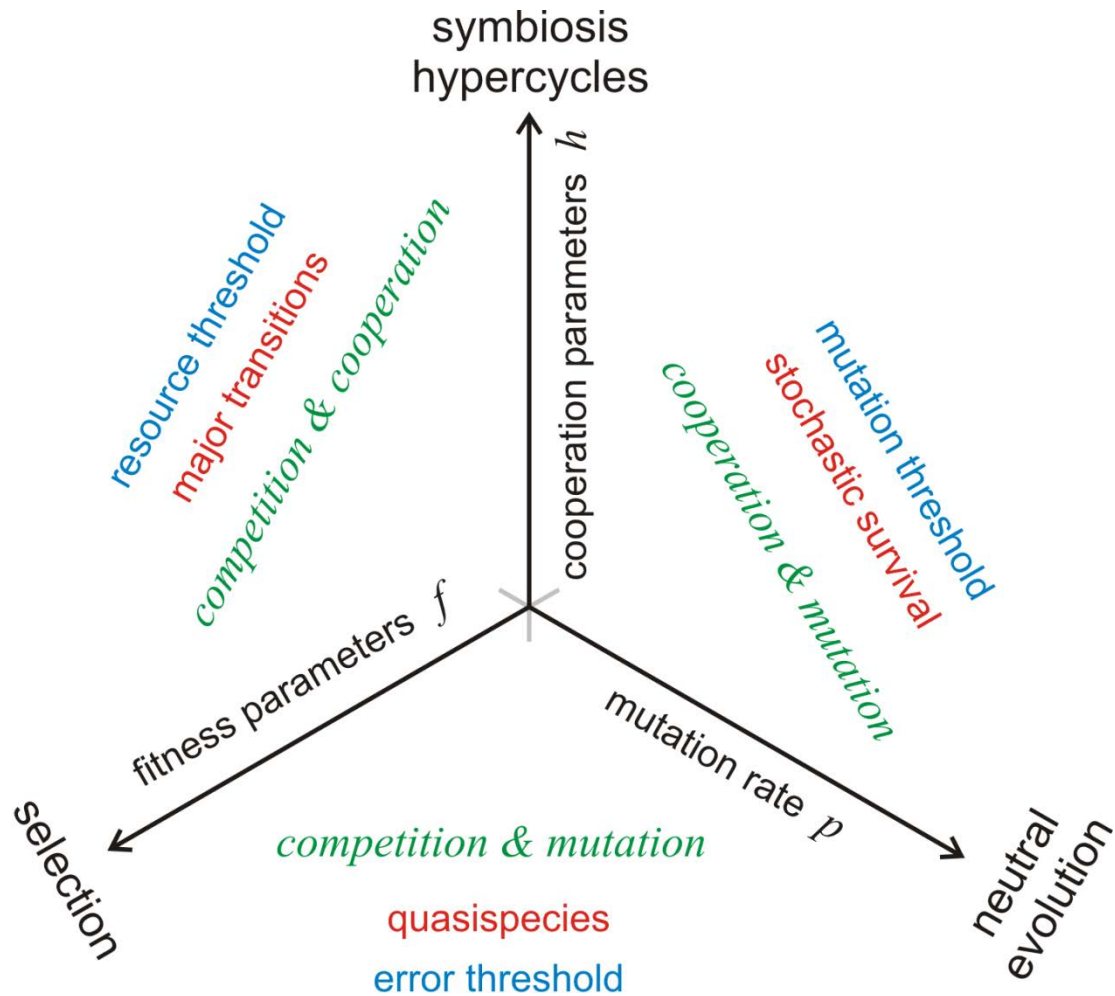 symbiosis
hypercycles
cooperation parameters h
resource threshold
major transitions
competition & cooperation
mutation threshold
stochastic survival
cooperation & mutation
fitness parameters f
mutation rate p
selection
competition & mutation
quasispecies
error threshold
neutral
evolution